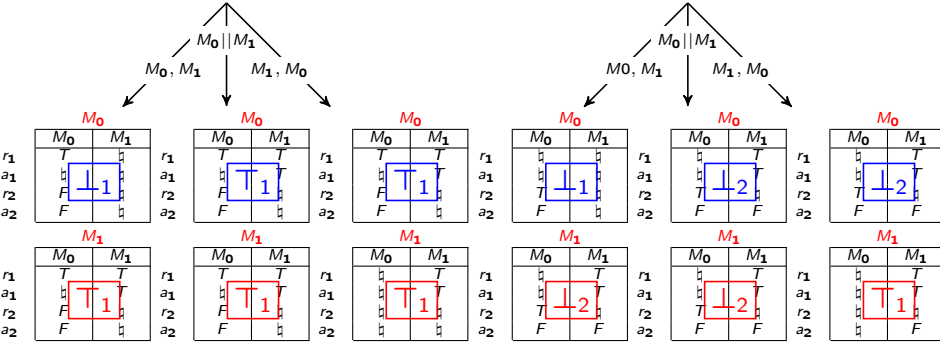 M₀||M₁ M₀||M₁
M₀, M₁ M₁, M₀ M0, M₁ M₁, M₀
M₀ M₀ M₀ M₀ M₀ M₀
M₀ M₁ M₀ M₁ M₀ M₁ M₀ M₁ M₀ M₁ M₀ M₁
r₁ T ♮ r₁ T T r₁ T T r₁ ♮ ♮ r₁ ♮ T r₁ ♮ T
a₁ ♮ ♮ a₁ ♮ T a₁ ♮ T a₁ ♮ ♮ a₁ ♮ ♮ a₁ ♮ ♮
⊥₁ ⊤₁ ⊤₁ ⊥₁ ⊥₂ ⊥₂
r₂ F ♮ r₂ F ♮ r₂ F ♮ r₂ T ♮ r₂ T ♮ r₂ T ♮
a₂ F ♮ a₂ F ♮ a₂ F ♮ a₂ F ♮ a₂ F F a₂ F F
M₁ M₁ M₁ M₁ M₁ M₁
M₀ M₁ M₀ M₁ M₀ M₁ M₀ M₁ M₀ M₁ M₀ M₁
r₁ T T r₁ T T r₁ ♮ T r₁ ♮ T r₁ ♮ T r₁ ♮ T
a₁ ♮ T a₁ ♮ T a₁ ♮ T a₁ ♮ T a₁ ♮ T a₁ ♮ T
⊤₁ ⊤₁ ⊤₁ ⊥₂ ⊥₂ ⊤₁
r₂ F ♮ r₂ F ♮ r₂ ♮ ♮ r₂ T ♮ r₂ T ♮ r₂ ♮ ♮
a₂ F ♮ a₂ F ♮ a₂ ♮ ♮ a₂ F F a₂ F F a₂ ♮ ♮